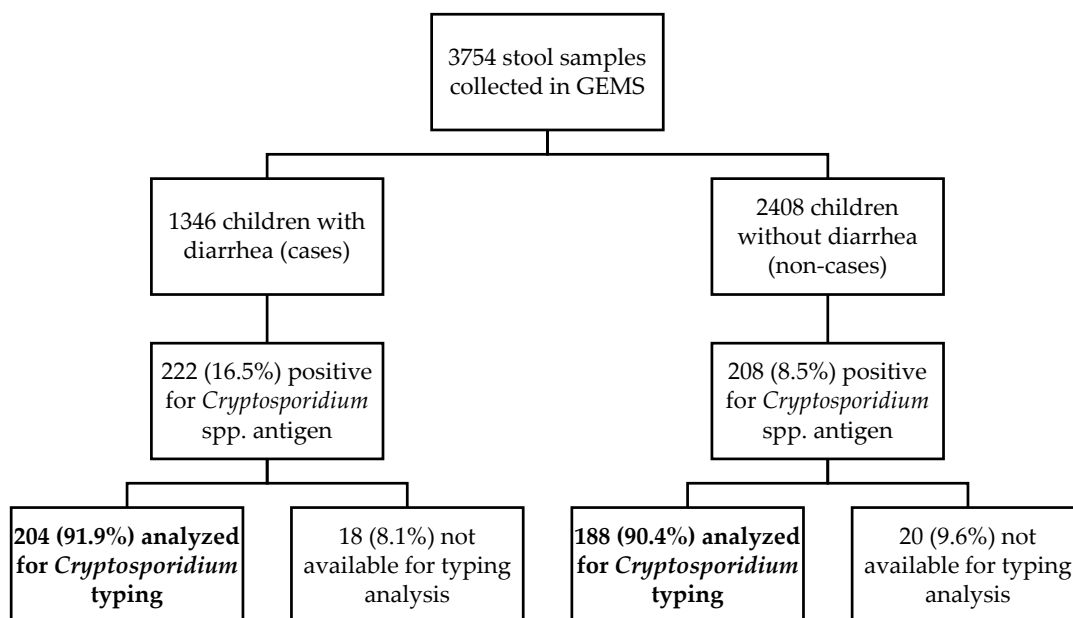 3754 stool samples
collected in GEMS
1346 children with
diarrhea (cases)
2408 children
without diarrhea
(non-cases)
222 (16.5%) positive
for Cryptosporidium
spp. antigen
208 (8.5%) positive
for Cryptosporidium
spp. antigen
204 (91.9%) analyzed
for Cryptosporidium
typing
18 (8.1%) not
available for typing
analysis
188 (90.4%) analyzed
for Cryptosporidium
typing
20 (9.6%) not
available for typing
analysis